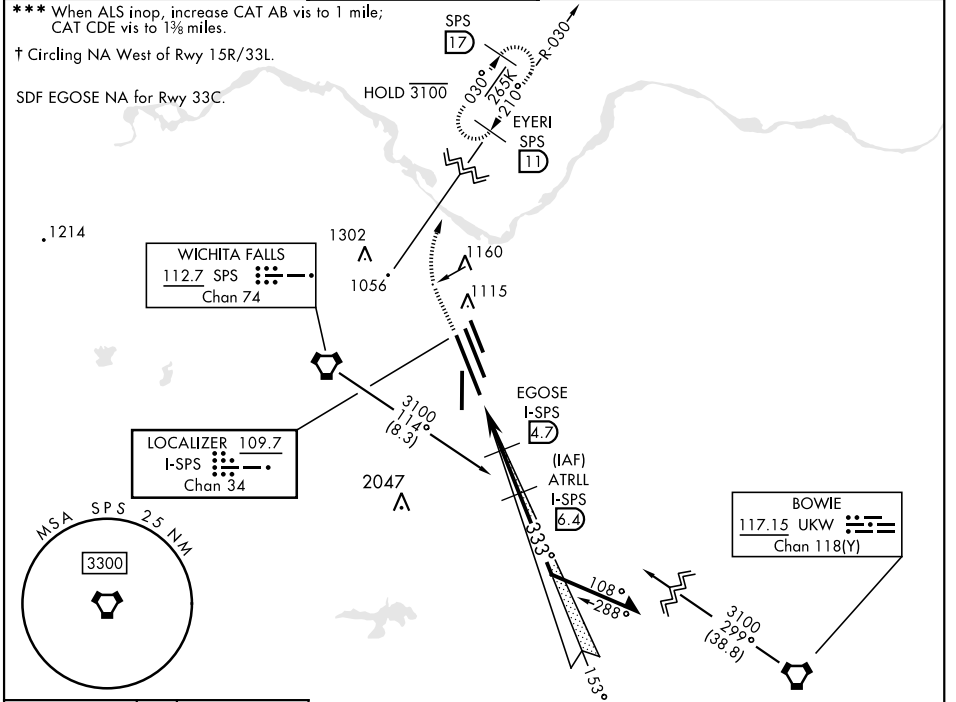 *** When ALS inop, increase CAT AB vis to 1 mile;
CAT CDE vis to 1⅜ miles.
† Circling NA West of Rwy 15R/33L.
SDF EGOSE NA for Rwy 33C.
SPS
17
R-030
HOLD 3100
030°
265K
210°
EYERI
SPS
11
1214
1302
1056
1160
1115
WICHITA FALLS
112.7 SPS
Chan 74
3100
114°
(8.3)
EGOSE
I-SPS
4.7
LOCALIZER 109.7
I-SPS
Chan 34
(IAF)
ATRLL
I-SPS
6.4
2047
333°
BOWIE
117.15 UKW
Chan 118(Y)
MSA SPS 25 NM
3300
108°
288°
3100
299°
(38.8)
153°